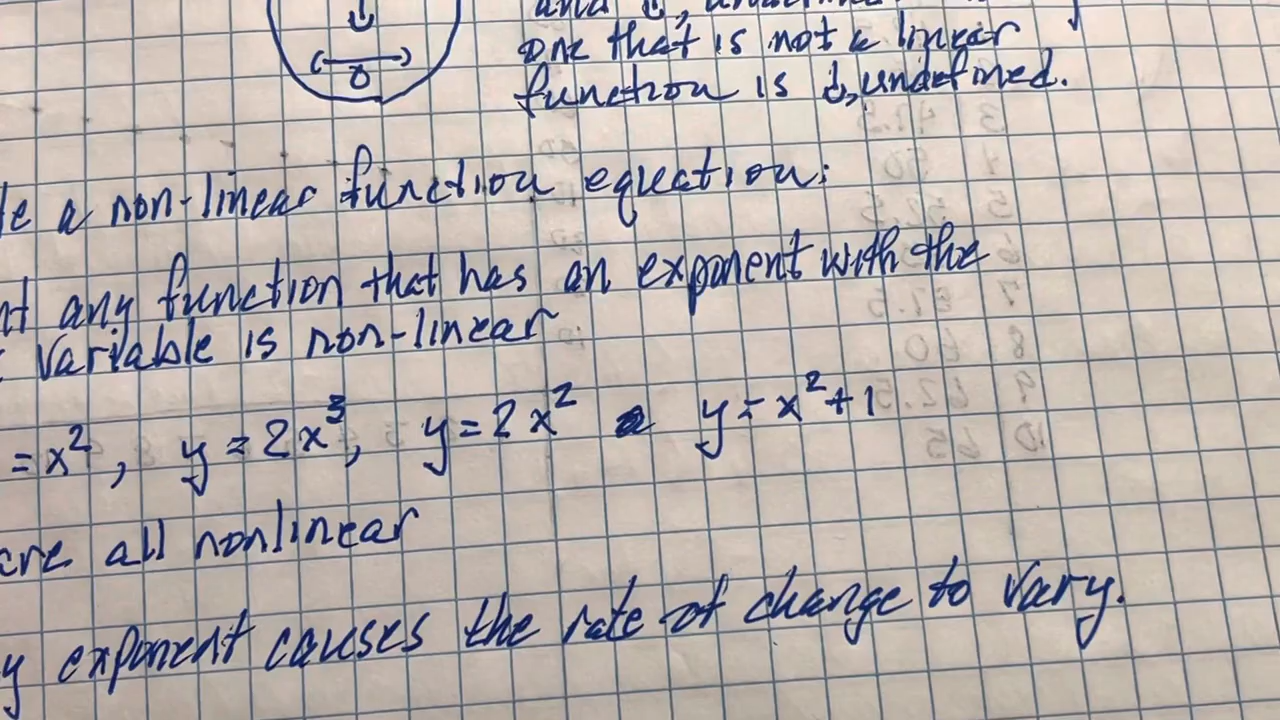 one that is not a linear
function is ↓, undefined.
a non-linear function equation:
any function that has an exponent with the
variable is non-linear
= x², y = 2x³, y = 2x² y = x² + 1
are all nonlinear
exponent causes the rate of change to vary.